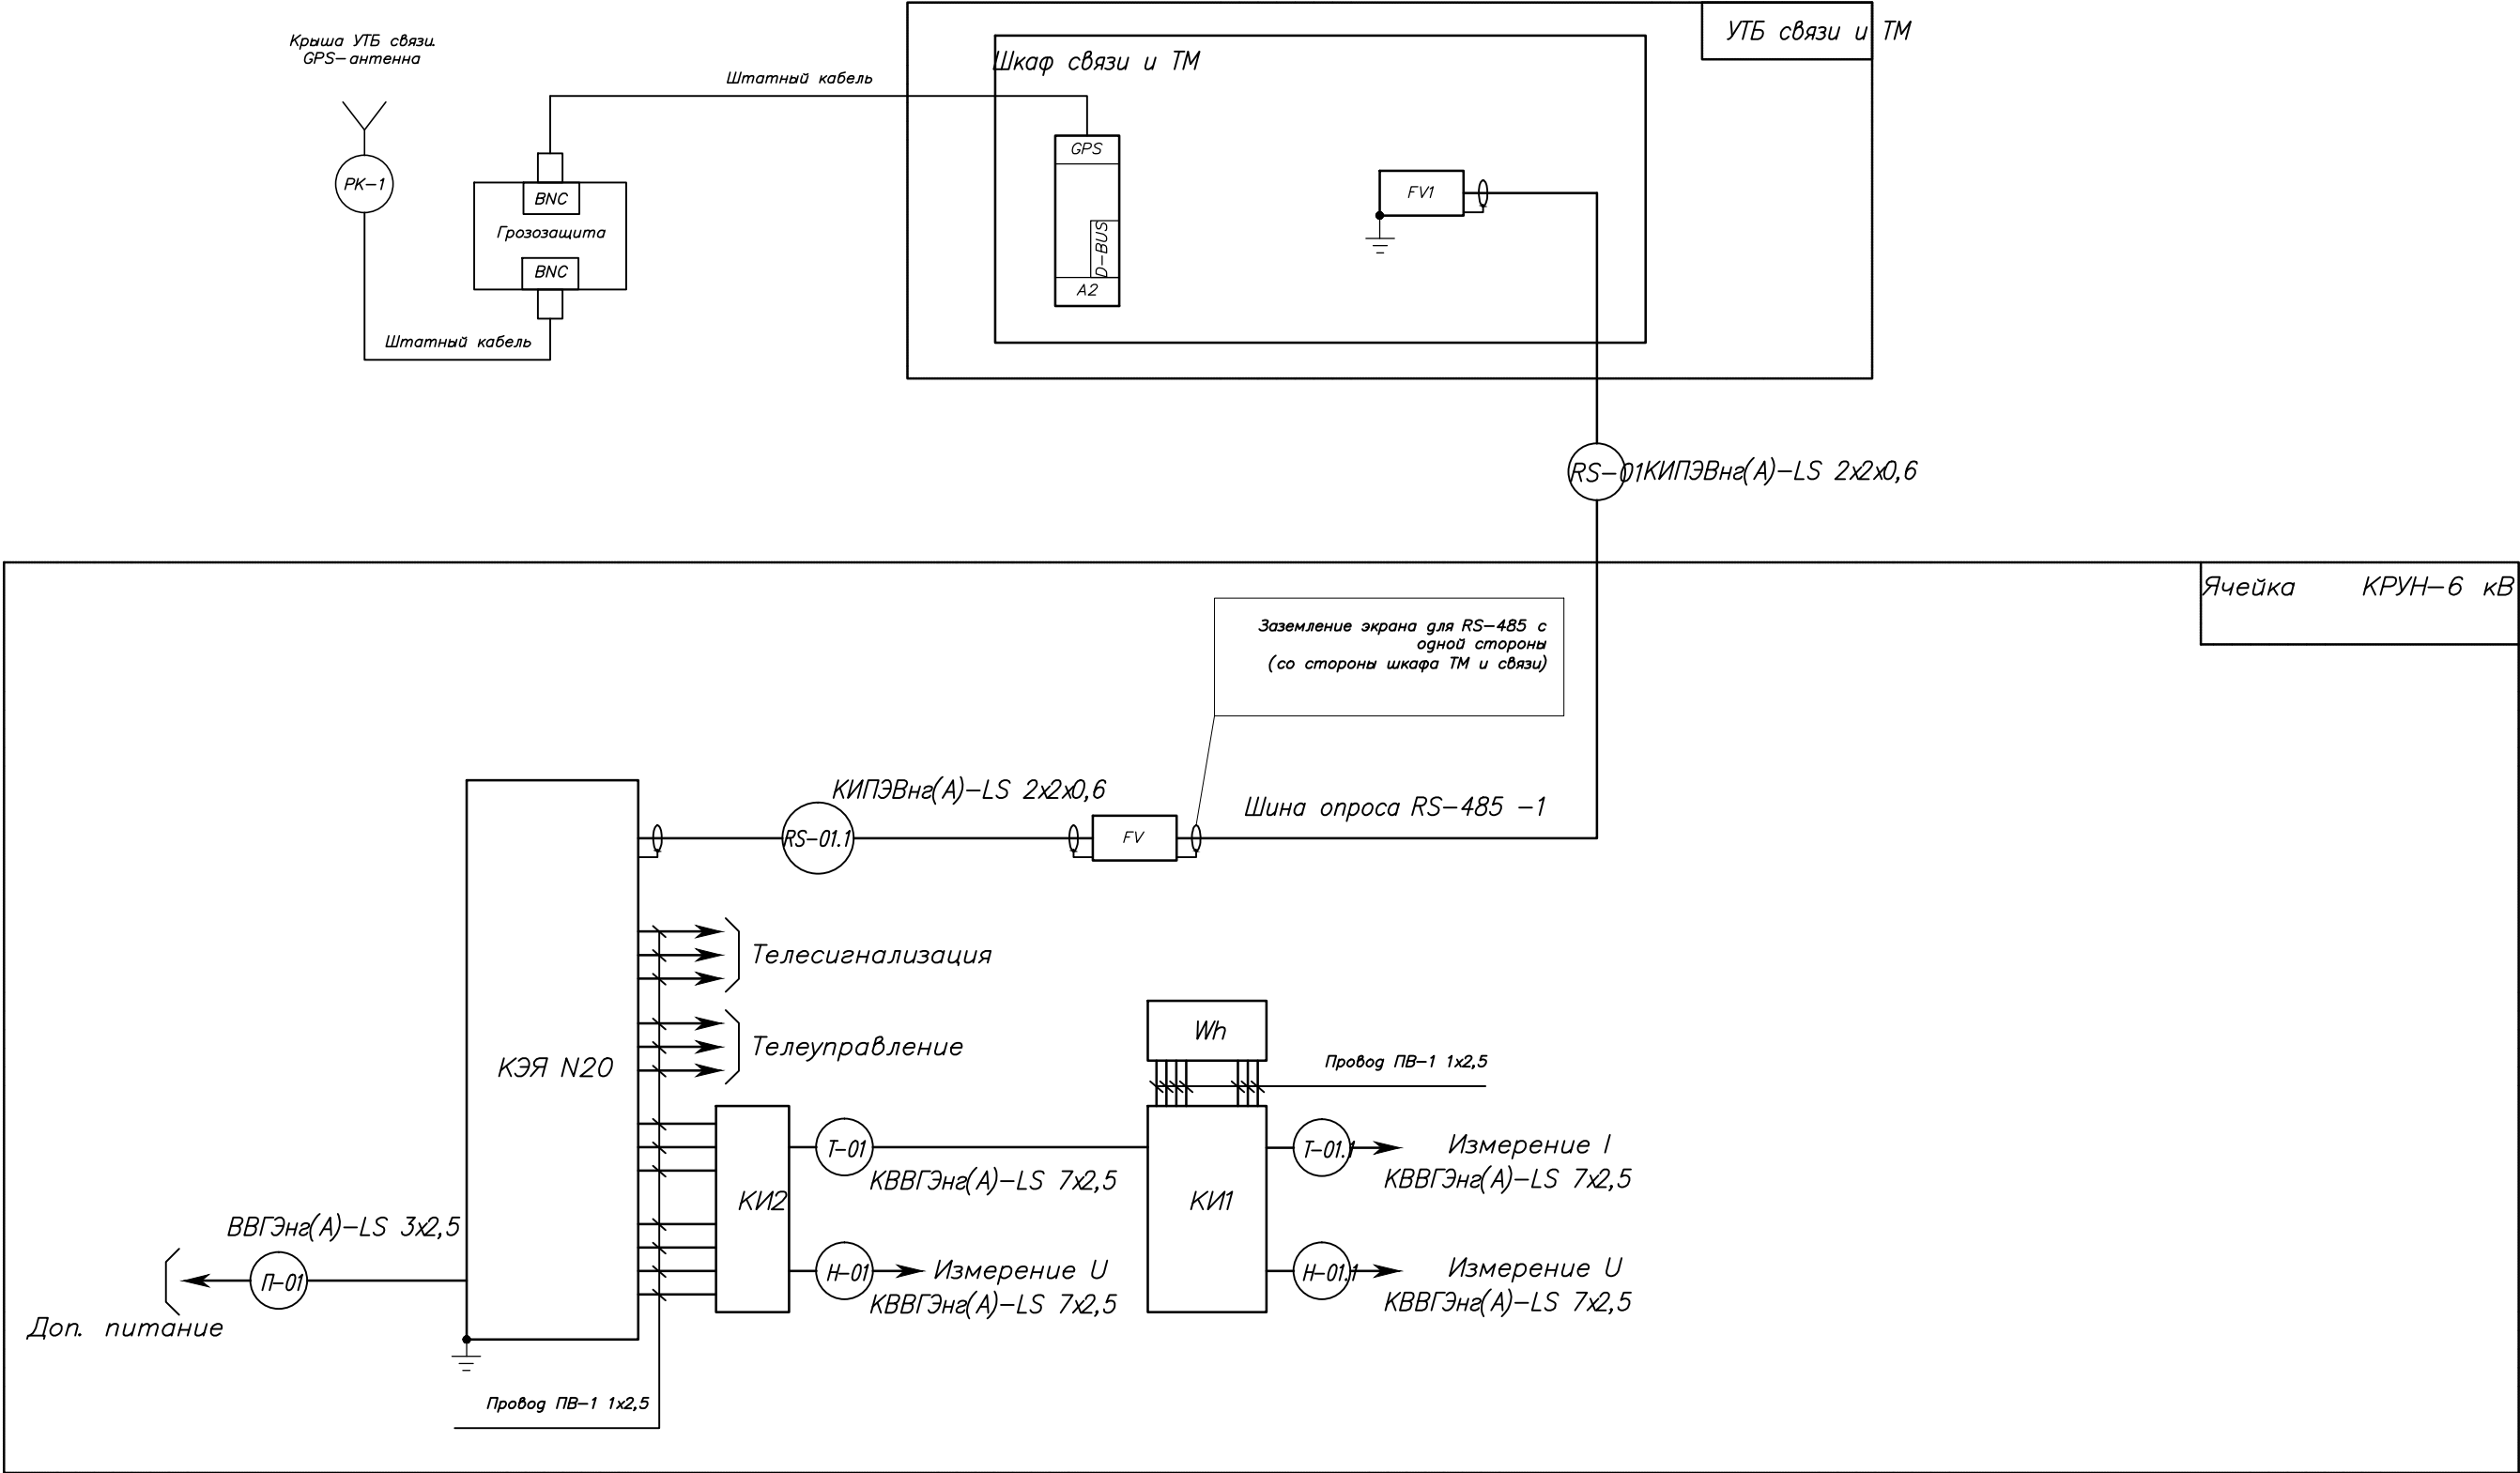 УТБ связи и ТМ
Крыша УТБ связи.
GPS-антенна
Шкаф связи и ТМ
Штатный кабель
GPS
РК-1
BNC
FV1
Грозозащита
D-BUS
BNC
А2
Штатный кабель
RS-01
КИПЭВнг(А)-LS 2х2х0,6
Ячейка КРУН-6 кВ
Заземление экрана для RS-485 с
одной стороны
(со стороны шкафа ТМ и связи)
КИПЭВнг(А)-LS 2х2х0,6
Шина опроса RS-485 -1
RS-01.1
FV
Телесигнализация
Wh
Телеуправление
КЭЯ N20
Провод ПВ-1 1х2,5
Т-01
Т-01.1
Измерение I
КВВГЭнг(А)-LS 7х2,5
КВВГЭнг(А)-LS 7х2,5
КИ2
КИ1
ВВГЭнг(А)-LS 3х2,5
П-01
Н-01
Измерение U
Н-01.1
Измерение U
КВВГЭнг(А)-LS 7х2,5
КВВГЭнг(А)-LS 7х2,5
Доп. питание
Провод ПВ-1 1х2,5